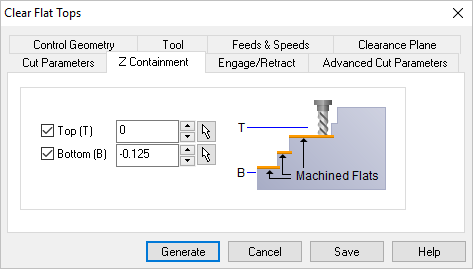 Clear Flat Tops
Control Geometry Tool Feeds & Speeds Clearance Plane
Cut Parameters Z Containment Engage/Retract Advanced Cut Parameters
Top (T) 0 T
Bottom (B) -0.125 B
Machined Flats
Generate Cancel Save Help